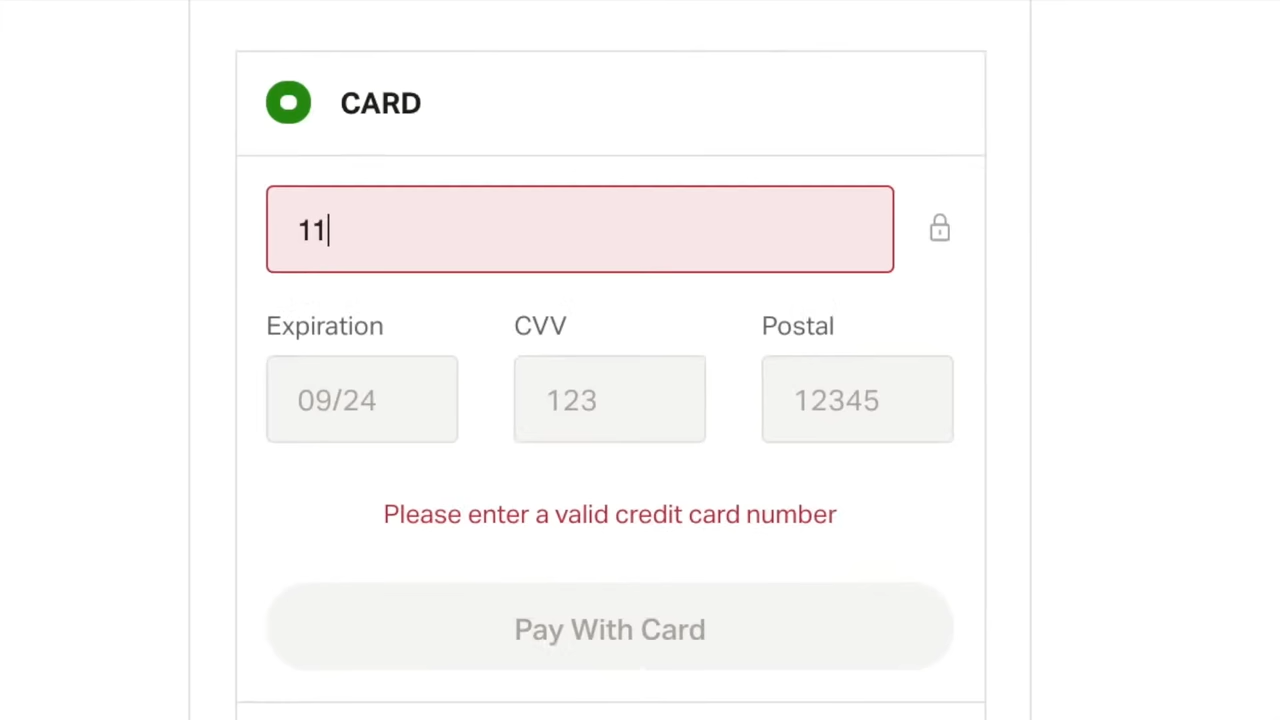 CARD
11
Expiration CVV Postal
09/24 123 12345
Please enter a valid credit card number
Pay With Card